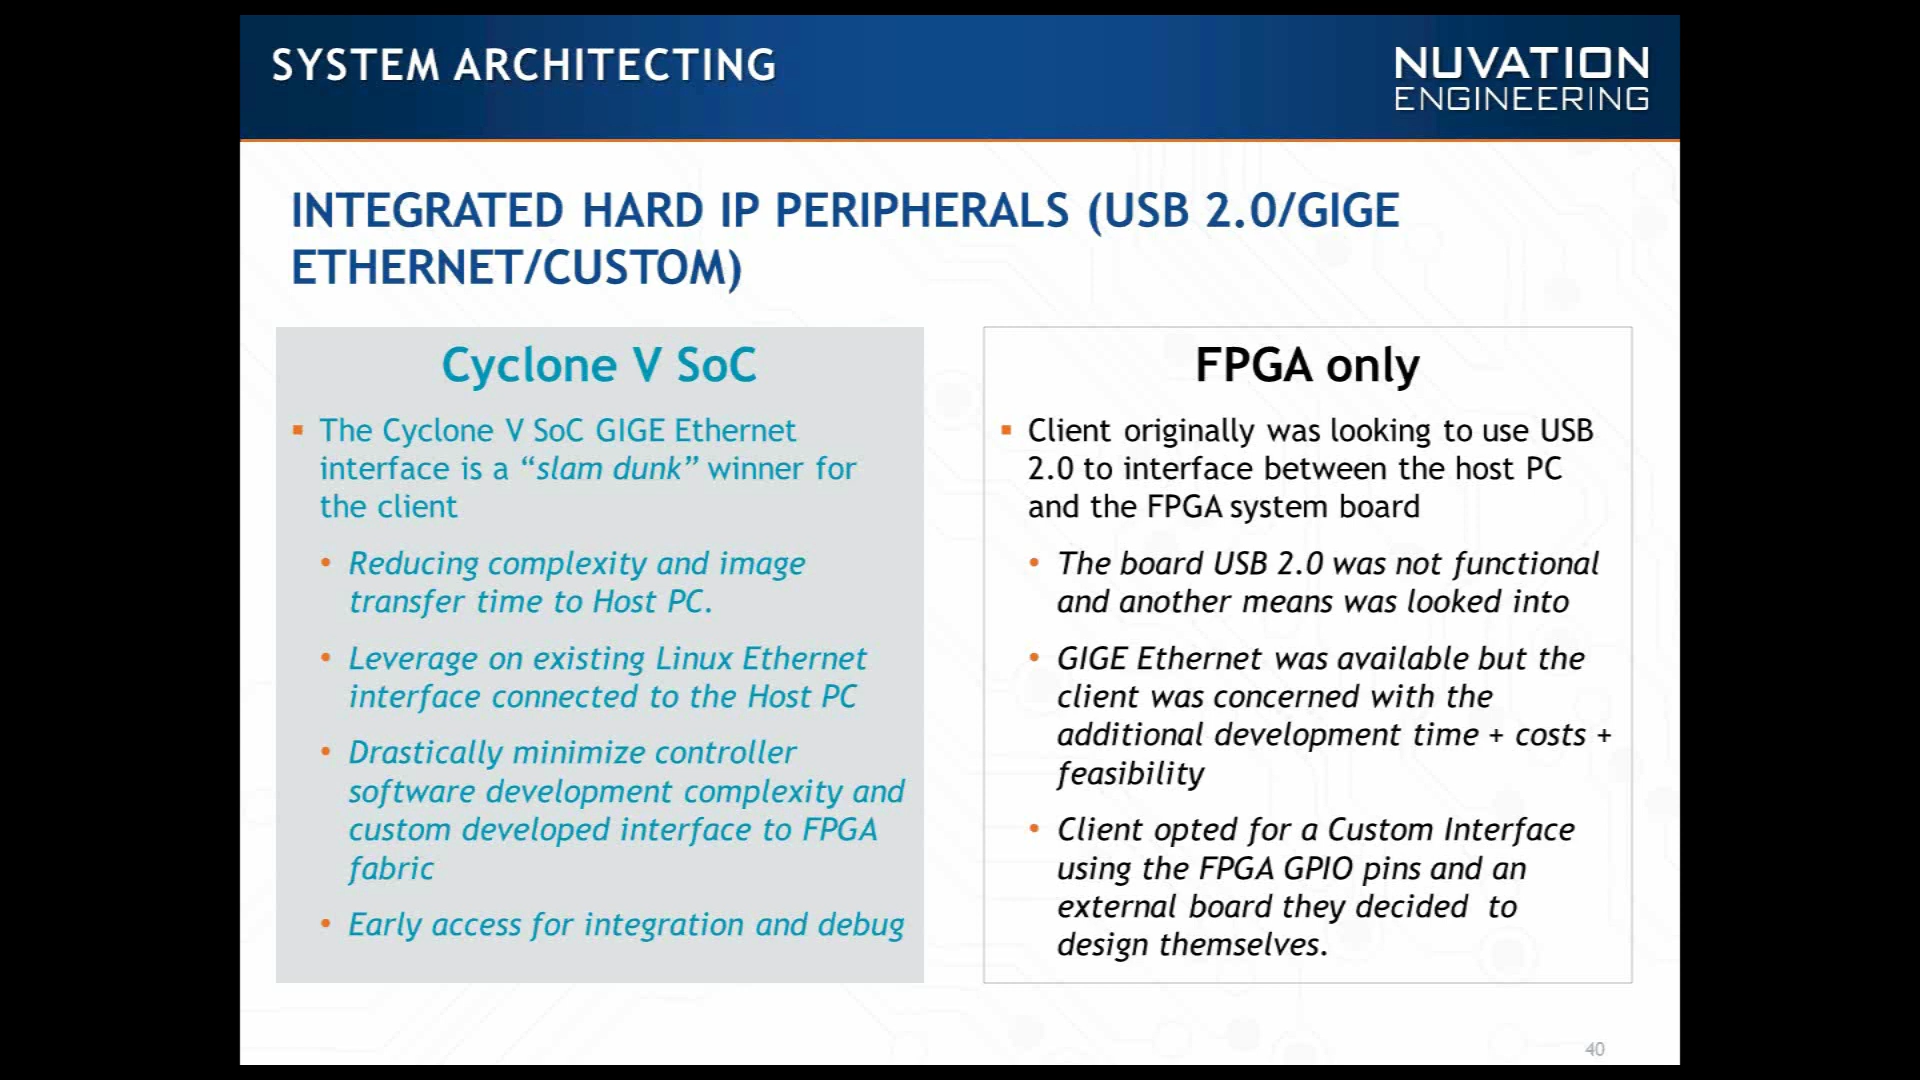 SYSTEM ARCHITECTING
NUVATION
ENGINEERING
INTEGRATED HARD IP PERIPHERALS (USB 2.0/GIGE
ETHERNET/CUSTOM)
Cyclone V SoC
▪ The Cyclone V SoC GIGE Ethernet
interface is a “slam dunk” winner for
the client
• Reducing complexity and image
transfer time to Host PC.
• Leverage on existing Linux Ethernet
interface connected to the Host PC
• Drastically minimize controller
software development complexity and
custom developed interface to FPGA
fabric
• Early access for integration and debug
FPGA only
▪ Client originally was looking to use USB
2.0 to interface between the host PC
and the FPGA system board
• The board USB 2.0 was not functional
and another means was looked into
• GIGE Ethernet was available but the
client was concerned with the
additional development time + costs +
feasibility
• Client opted for a Custom Interface
using the FPGA GPIO pins and an
external board they decided to
design themselves.
40